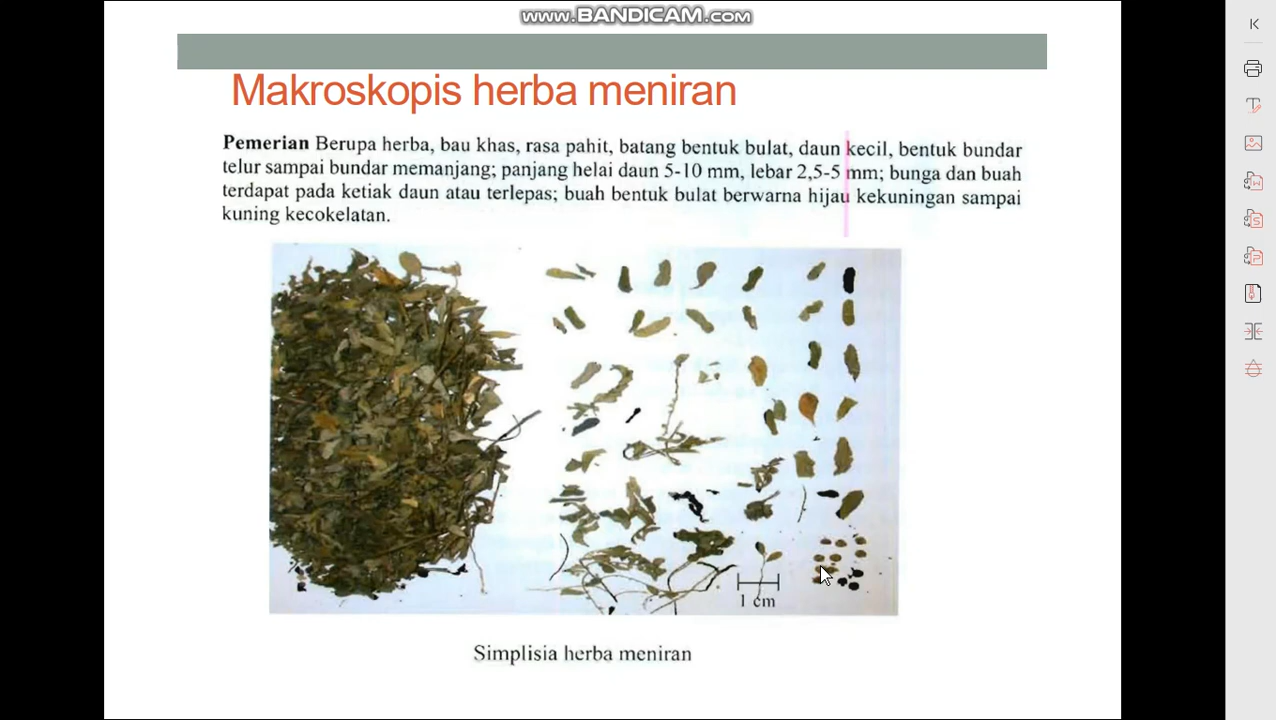 www.BANDICAM.com
Makroskopis herba meniran
Pemerian Berupa herba, bau khas, rasa pahit, batang bentuk bulat, daun kecil, bentuk bundar
telur sampai bundar memanjang; panjang helai daun 5-10 mm, lebar 2,5-5 mm; bunga dan buah
terdapat pada ketiak daun atau terlepas; buah bentuk bulat berwarna hijau kekuningan sampai
kuning kecokelatan.
1 cm
Simplisia herba meniran